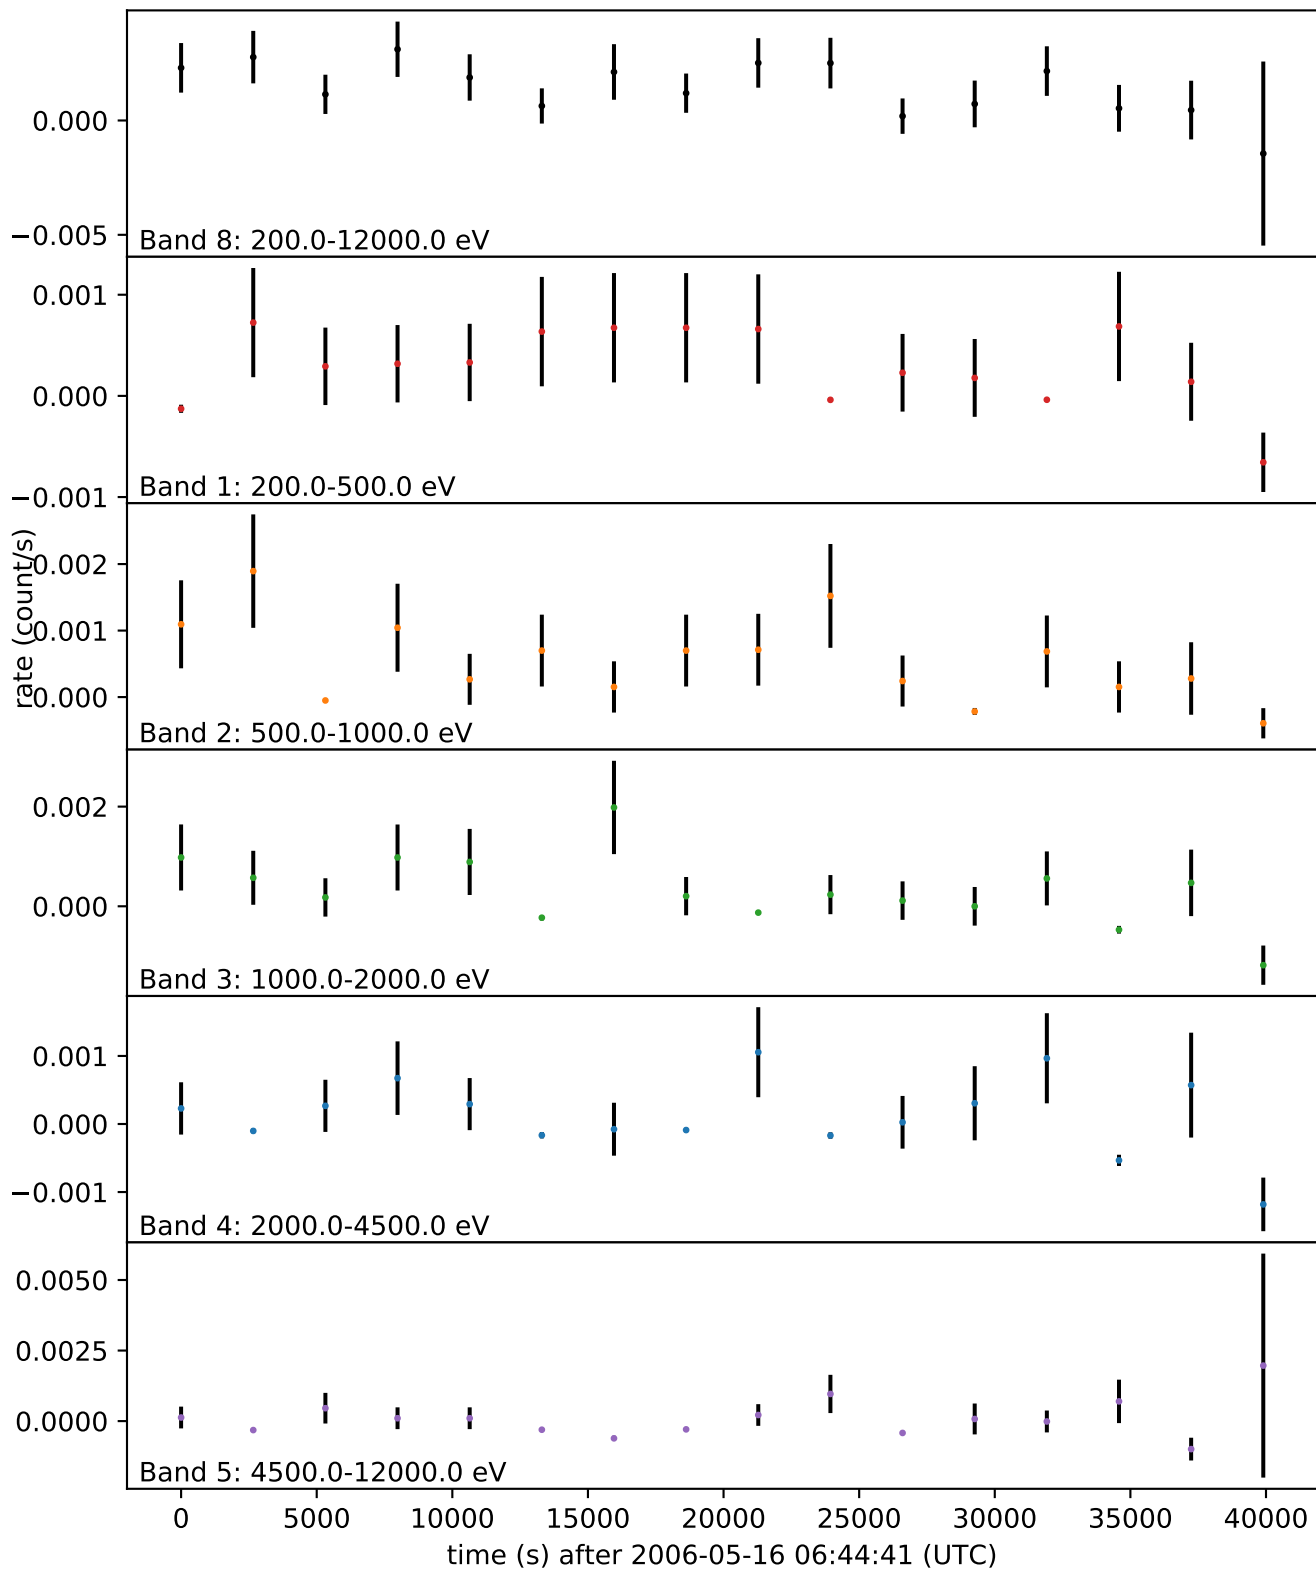 0.000
−0.005
Band 8: 200.0-12000.0 eV
0.001
0.000
−0.001
Band 1: 200.0-500.0 eV
rate (count/s)
0.002
0.001
0.000
Band 2: 500.0-1000.0 eV
0.002
0.000
Band 3: 1000.0-2000.0 eV
0.001
0.000
−0.001
Band 4: 2000.0-4500.0 eV
0.0050
0.0025
0.0000
Band 5: 4500.0-12000.0 eV
0 5000 10000 15000 20000 25000 30000 35000 40000
time (s) after 2006-05-16 06:44:41 (UTC)